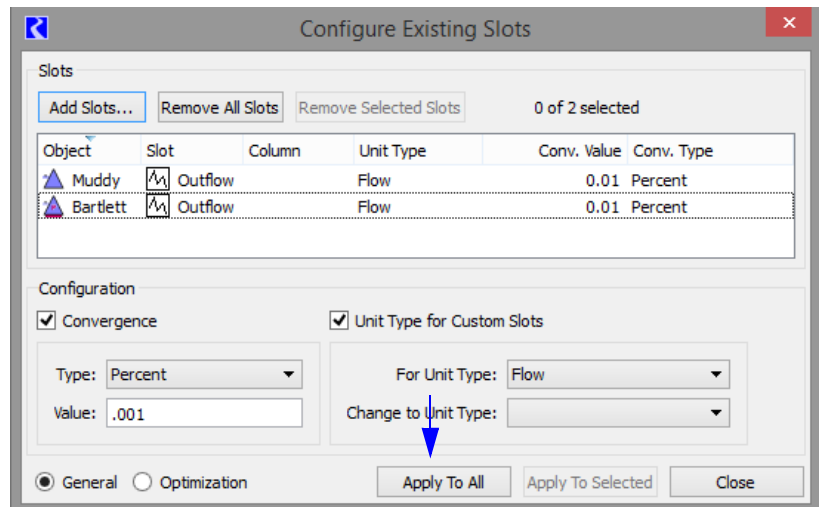 Configure Existing Slots
Slots
Add Slots... Remove All Slots Remove Selected Slots 0 of 2 selected
Object Slot Column Unit Type Conv. Value Conv. Type
Muddy Outflow Flow 0.01 Percent
Bartlett Outflow Flow 0.01 Percent
Configuration
Convergence Unit Type for Custom Slots
Type: Percent For Unit Type: Flow
Value: .001 Change to Unit Type:
General Optimization Apply To All Apply To Selected Close